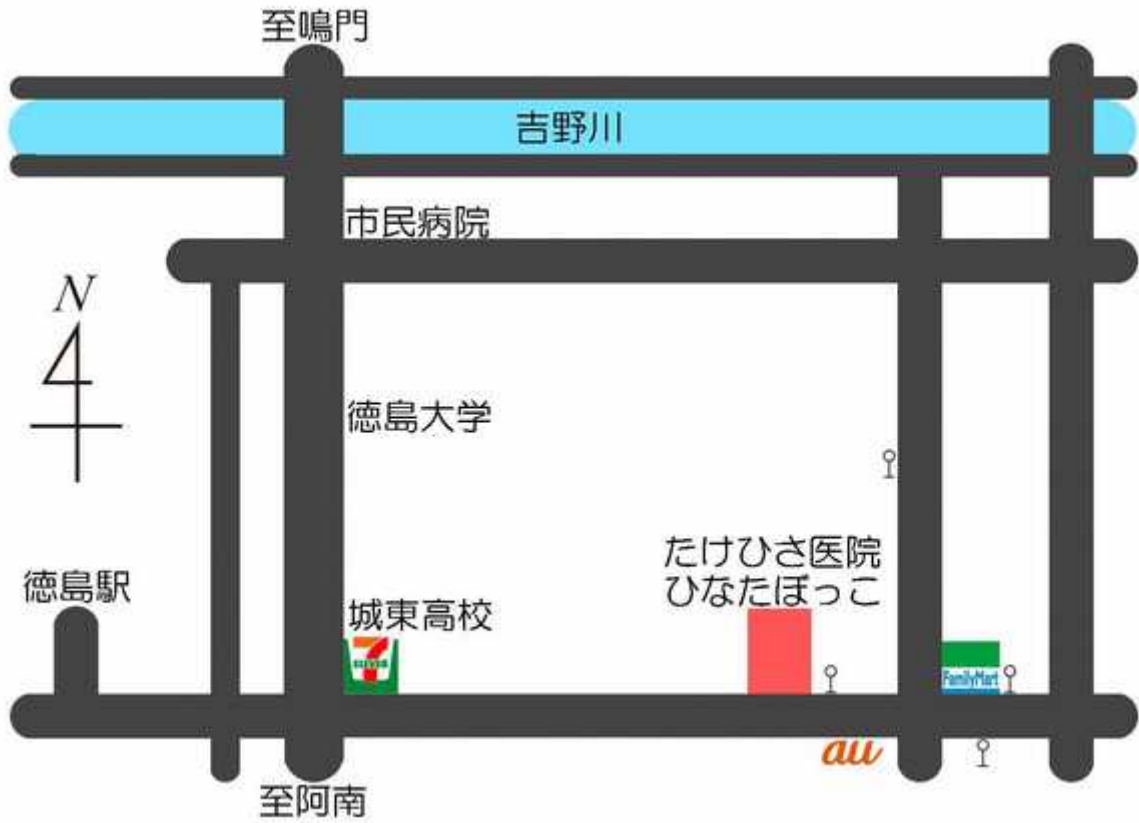 至鳴門
吉野川
市民病院
N
徳島大学
たけひさ医院
ひなたぼっこ
徳島駅
城東高校
7
ELEVEN
FamilyMart
au
至阿南